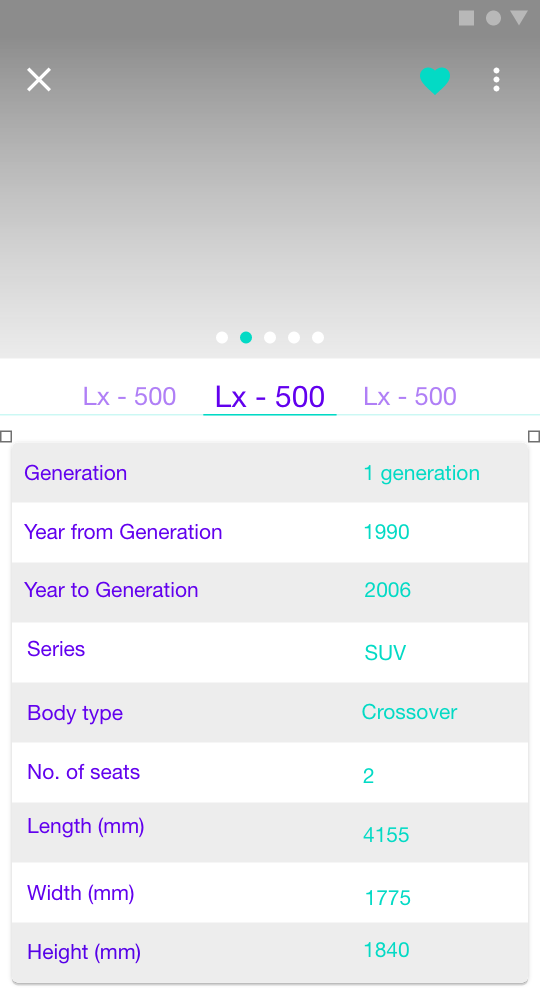 Lx - 500 Lx - 500 Lx - 500
Generation 1 generation
Year from Generation 1990
Year to Generation 2006
Series SUV
Body type Crossover
No. of seats 2
Length (mm) 4155
Width (mm) 1775
Height (mm) 1840